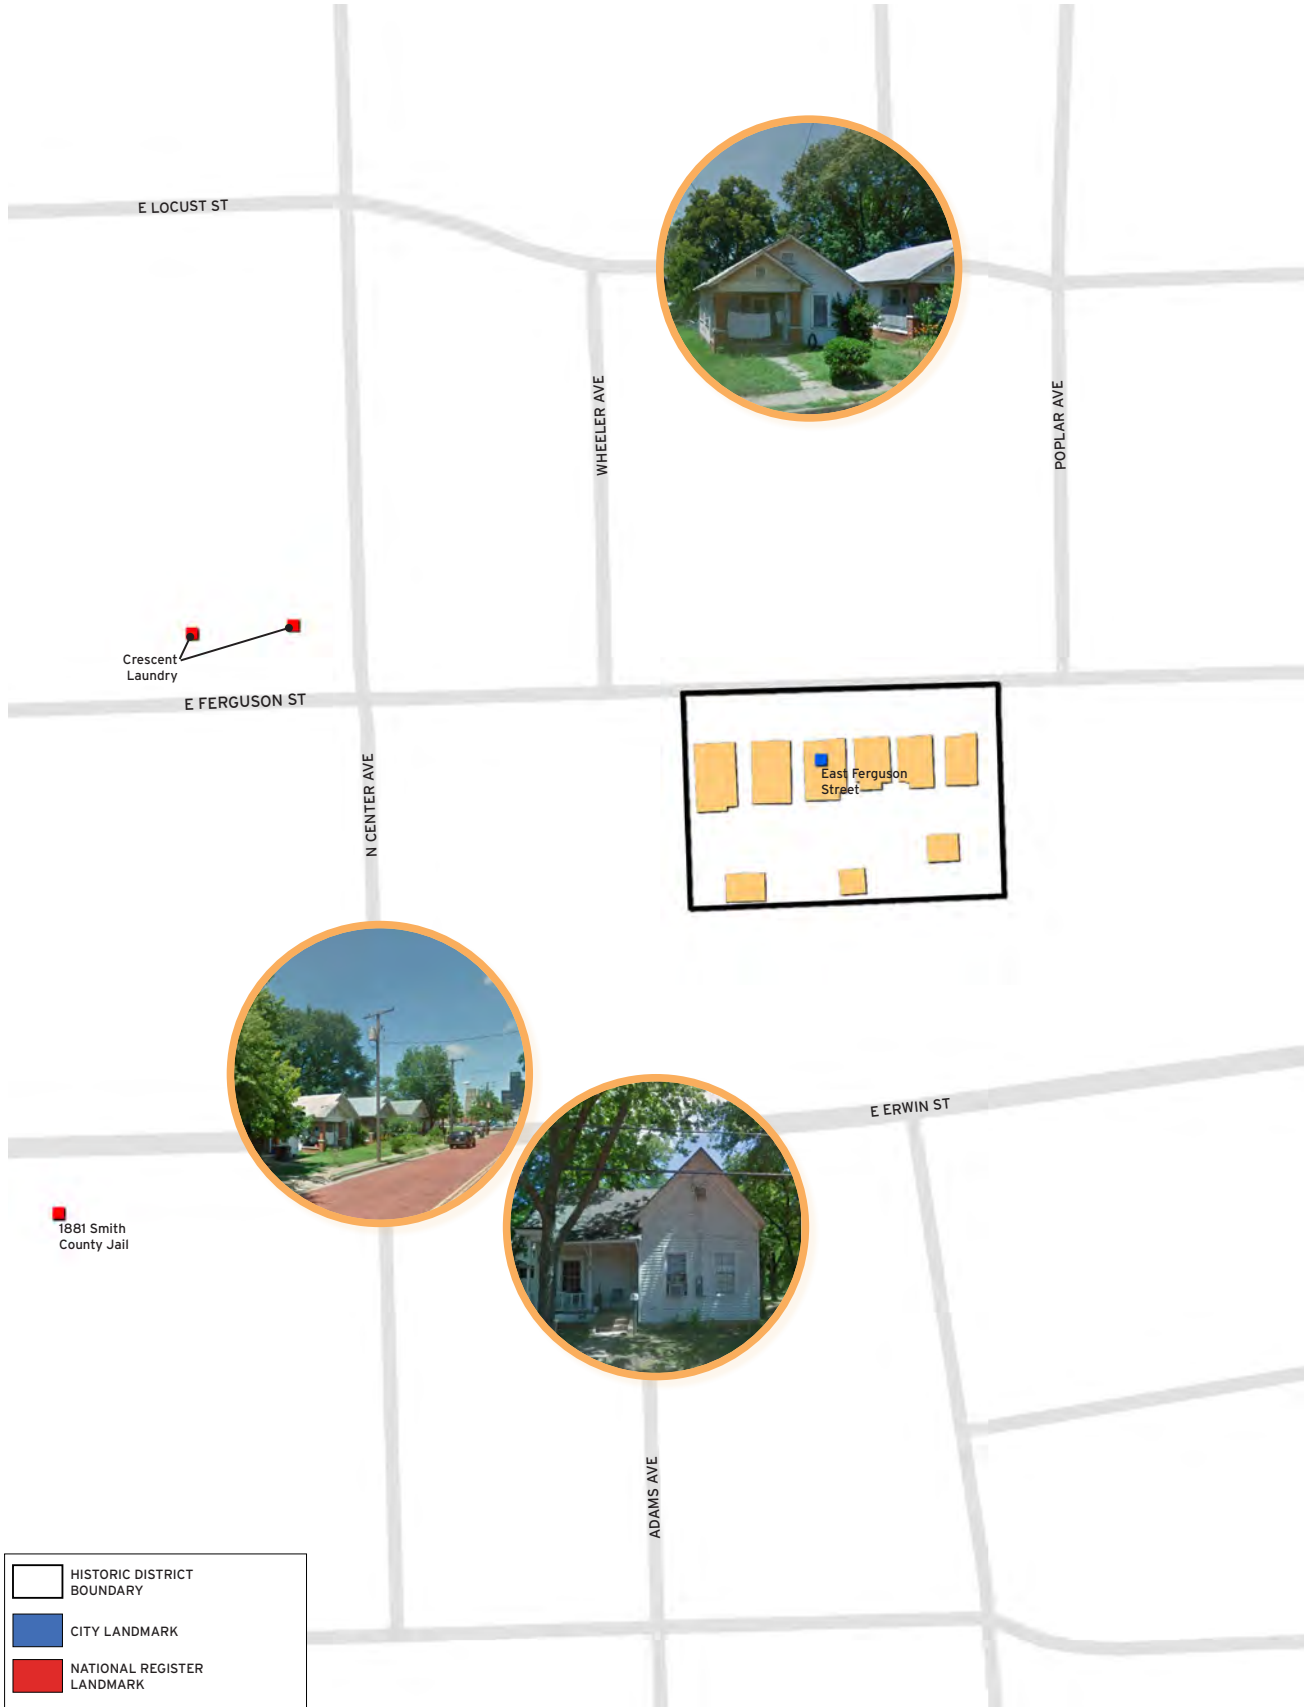 E LOCUST ST
WHEELER AVE
POPLAR AVE
Crescent
Laundry
E FERGUSON ST
N CENTER AVE
East Ferguson
Street
E ERWIN ST
1881 Smith
County Jail
ADAMS AVE
HISTORIC DISTRICT
BOUNDARY
CITY LANDMARK
NATIONAL REGISTER
LANDMARK